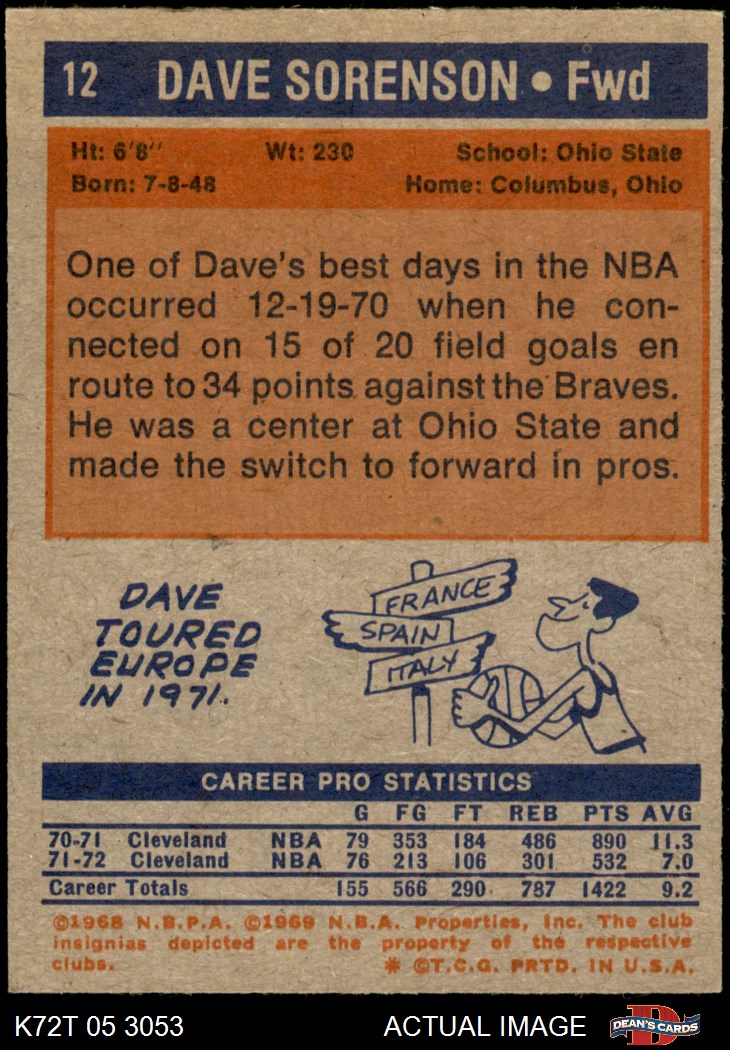 12 DAVE SORENSON • Fwd
Ht: 6'8" Wt: 230 School: Ohio State
Born: 7-8-48 Home: Columbus, Ohio
One of Dave's best days in the NBA
occurred 12-19-70 when he con-
nected on 15 of 20 field goals en
route to 34 points against the Braves.
He was a center at Ohio State and
made the switch to forward in pros.
DAVE
TOURED
EUROPE
IN 1971.
FRANCE
SPAIN
ITALY
CAREER PRO STATISTICS
G FG FT REB PTS AVG
70-71 Cleveland NBA 79 353 184 486 890 11.3
71-72 Cleveland NBA 76 213 106 301 532 7.0
Career Totals 155 566 290 787 1422 9.2
©1968 N.B.P.A. ©1969 N.B.A. Properties, Inc. The club
insignias depicted are the property of the respective
clubs. * ©T.C.G. PRTD. IN U.S.A.
K72T 05 3053 ACTUAL IMAGE D DEAN'S CARDS